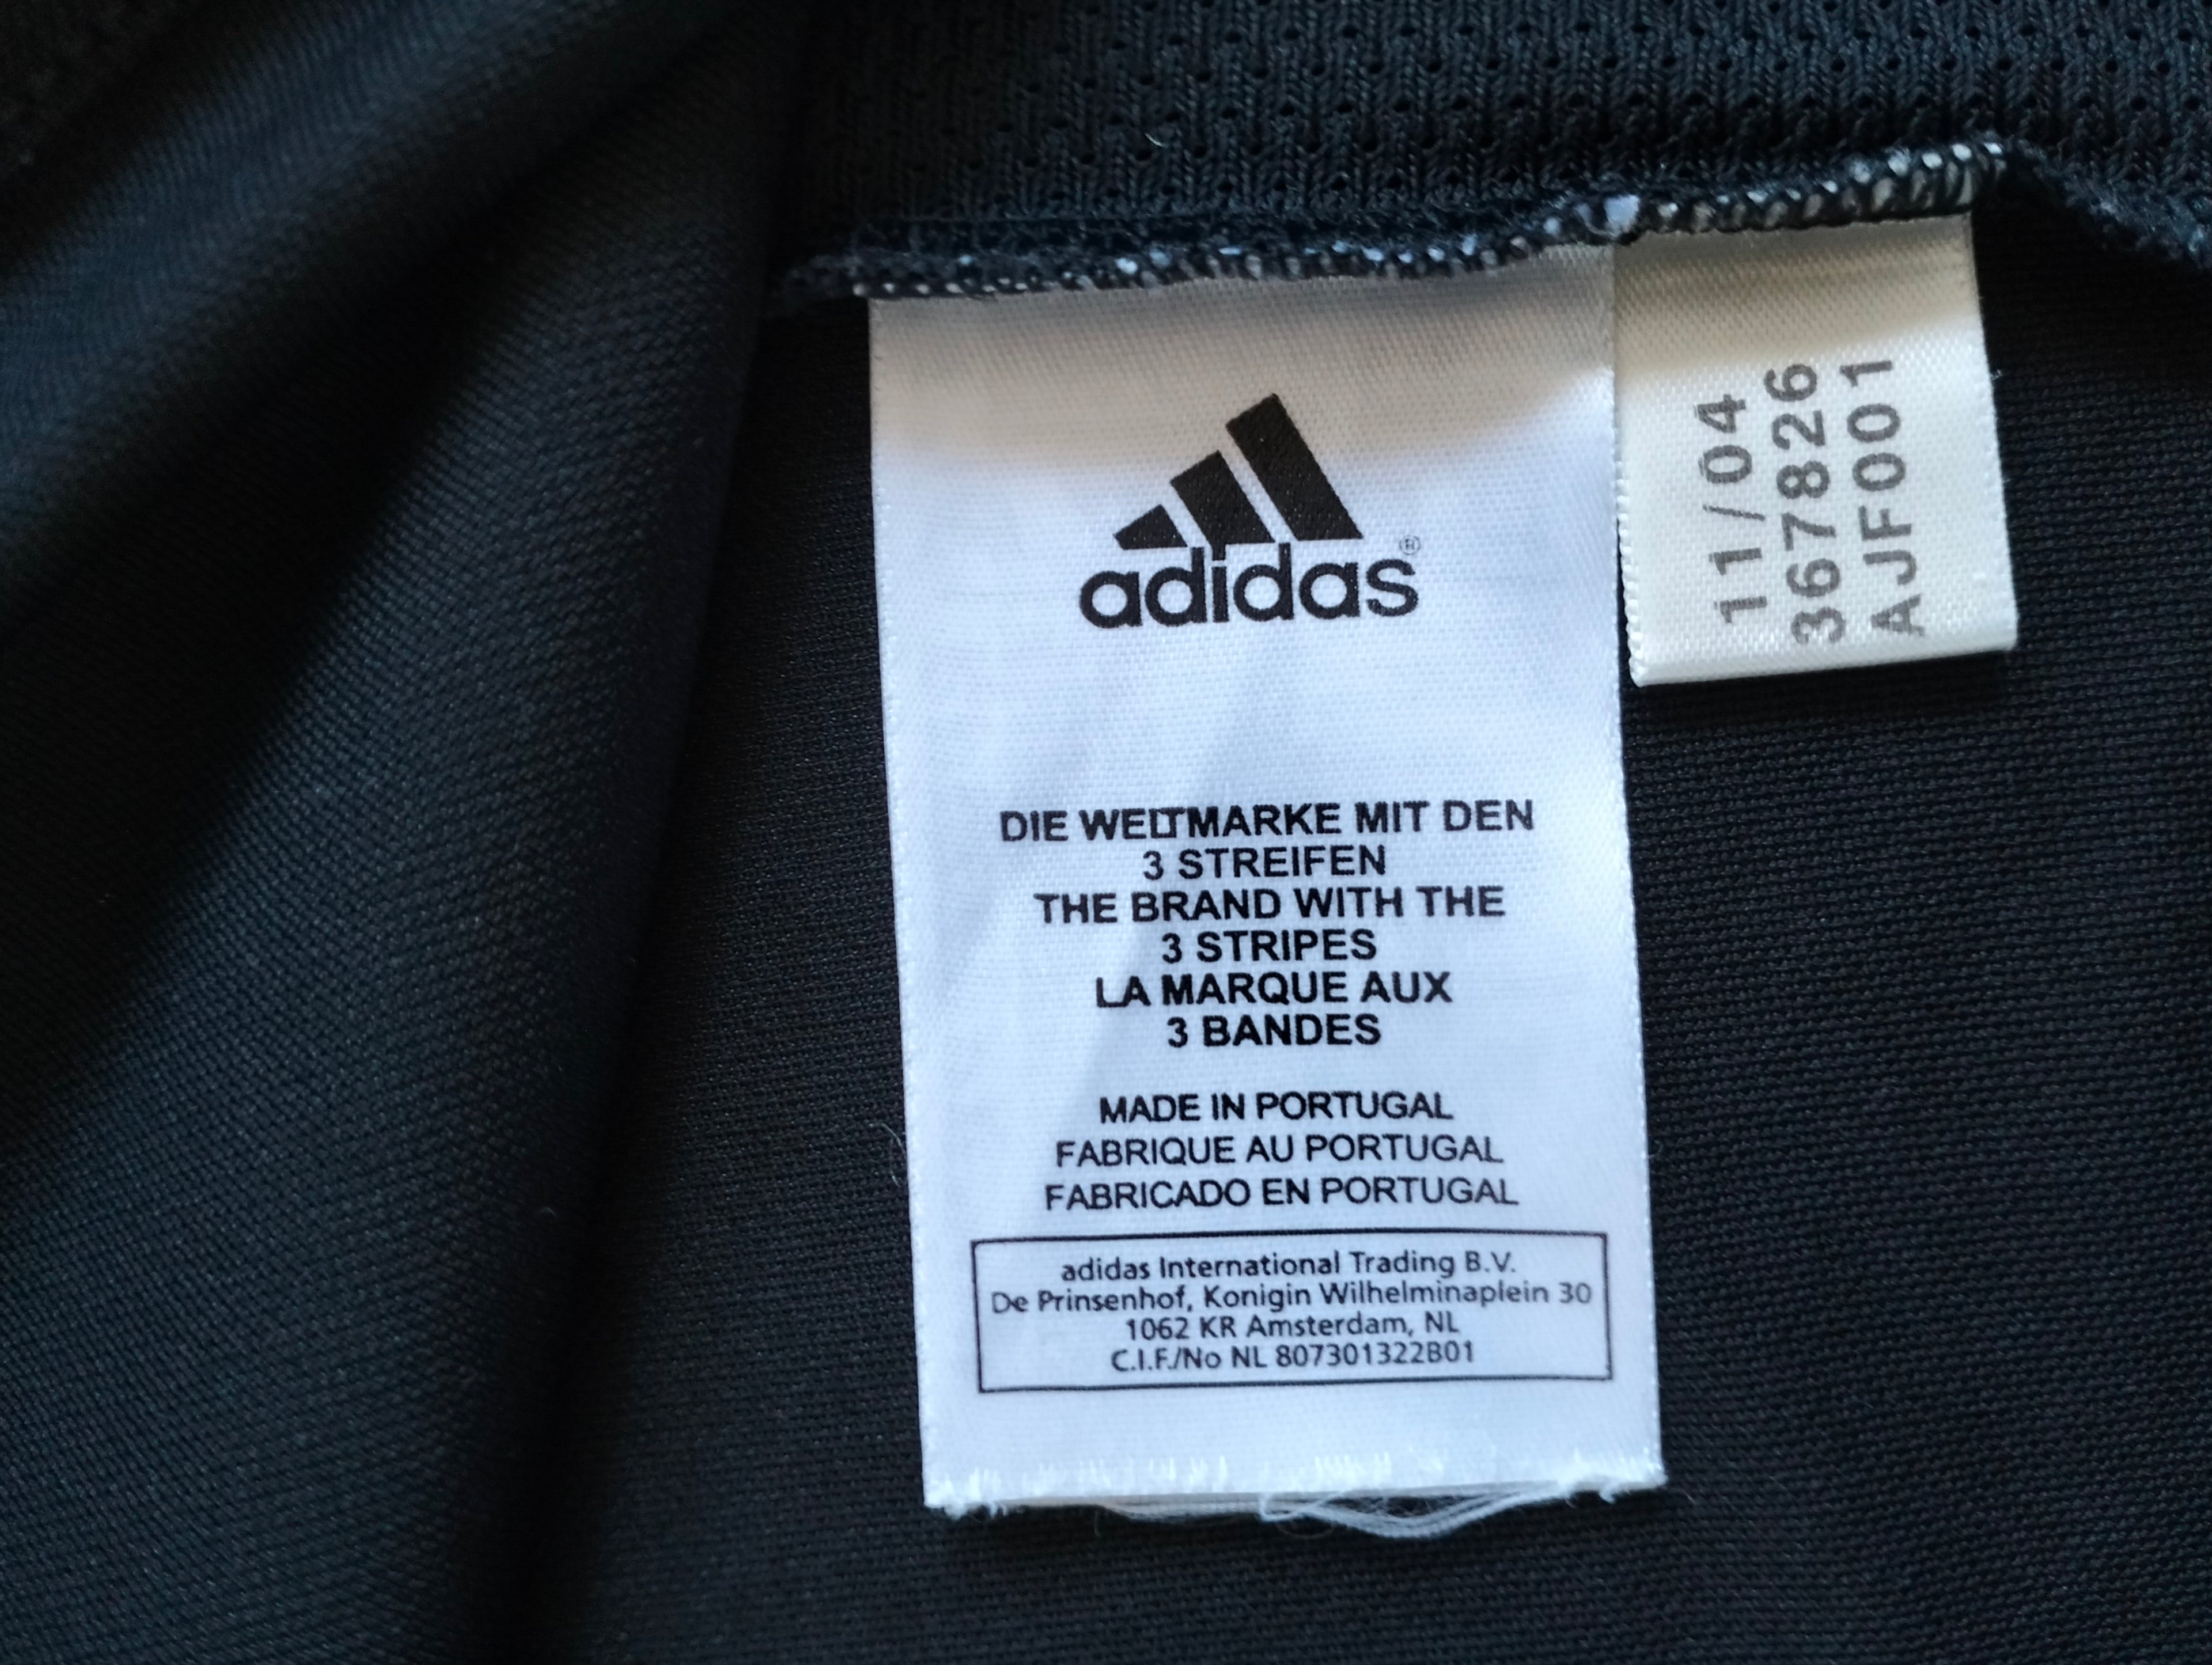 adidas®
DIE WELTMARKE MIT DEN
3 STREIFEN
THE BRAND WITH THE
3 STRIPES
LA MARQUE AUX
3 BANDES
MADE IN PORTUGAL
FABRIQUE AU PORTUGAL
FABRICADO EN PORTUGAL
adidas International Trading B.V.
De Prinsenhof, Konigin Wilhelminaplein 30
1062 KR Amsterdam, NL
C.I.F./No NL 807301322B01
11/04
367826
AJF001